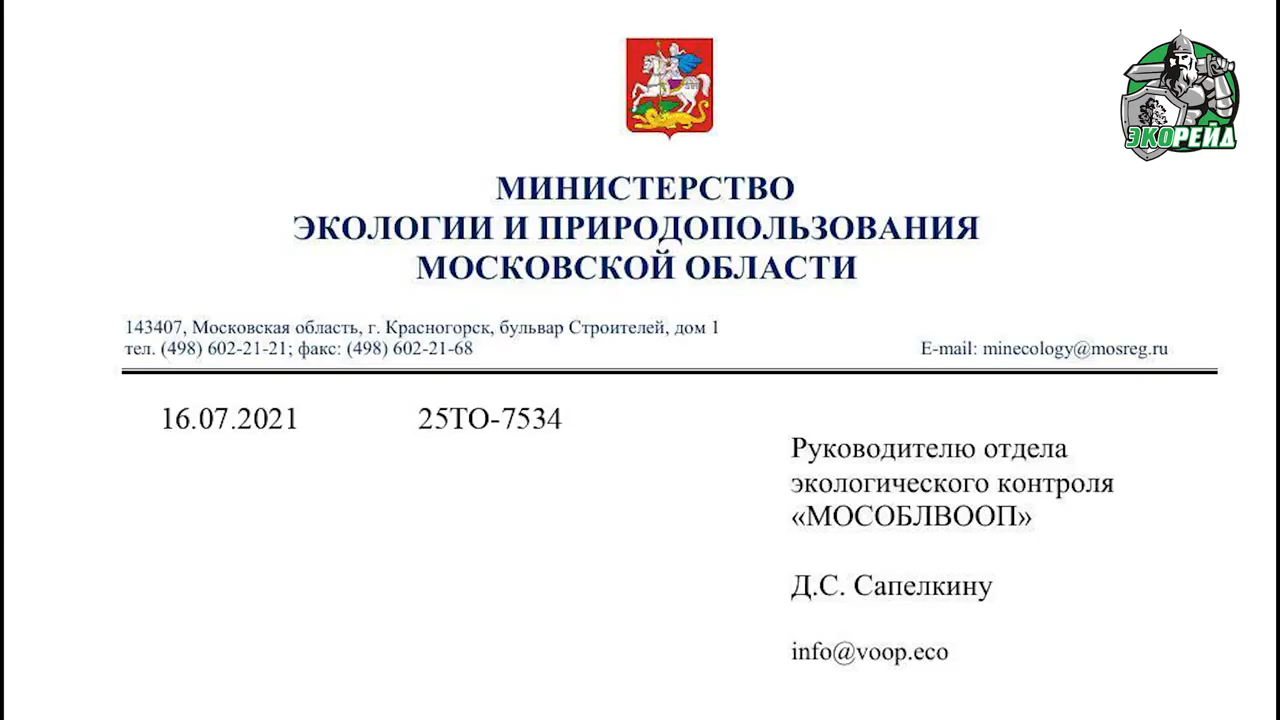 ЭКОРЕЙД
МИНИСТЕРСТВО
ЭКОЛОГИИ И ПРИРОДОПОЛЬЗОВАНИЯ
МОСКОВСКОЙ ОБЛАСТИ
143407, Московская область, г. Красногорск, бульвар Строителей, дом 1
тел. (498) 602-21-21; факс: (498) 602-21-68
E-mail: minecology@mosreg.ru
16.07.2021 25ТО-7534
Руководителю отдела
экологического контроля
«МОСОБЛВООП»
Д.С. Сапелкину
info@voop.eco